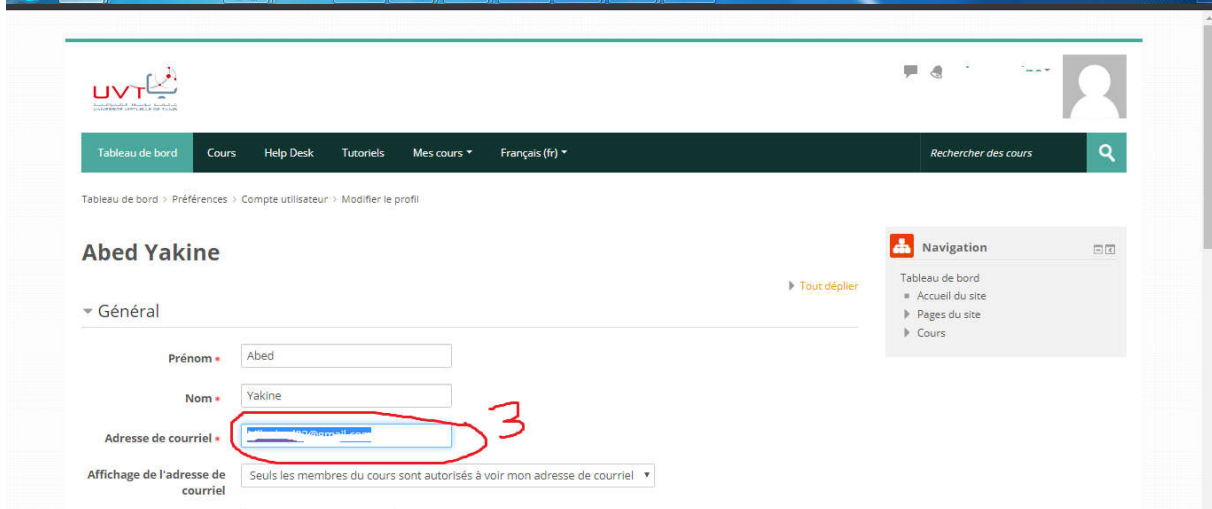 UVT
Tableau de bord Cours Help Desk Tutoriels Mes cours Français (fr) Rechercher des cours
Tableau de bord > Préférences > Compte utilisateur > Modifier le profil
Abed Yakine
Tout déplier
Général
Prénom * Abed
Nom * Yakine
3
Adresse de courriel *
Affichage de l'adresse de
courriel
Seuls les membres du cours sont autorisés à voir mon adresse de courriel
Navigation
Tableau de bord
Accueil du site
Pages du site
Cours